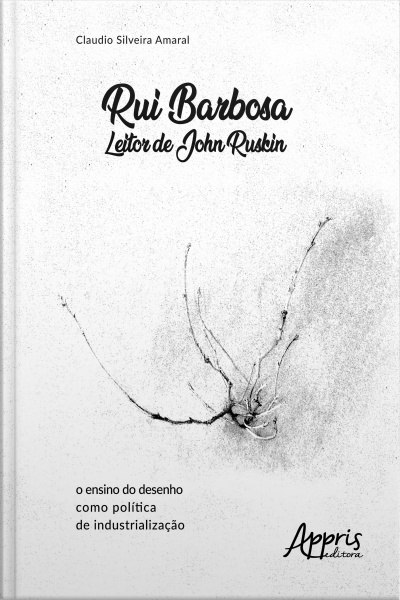 Claudio Silveira Amaral
Rui Barbosa
Leitor de John Ruskin
o ensino do desenho
como política
de industrialização
Appris
editora